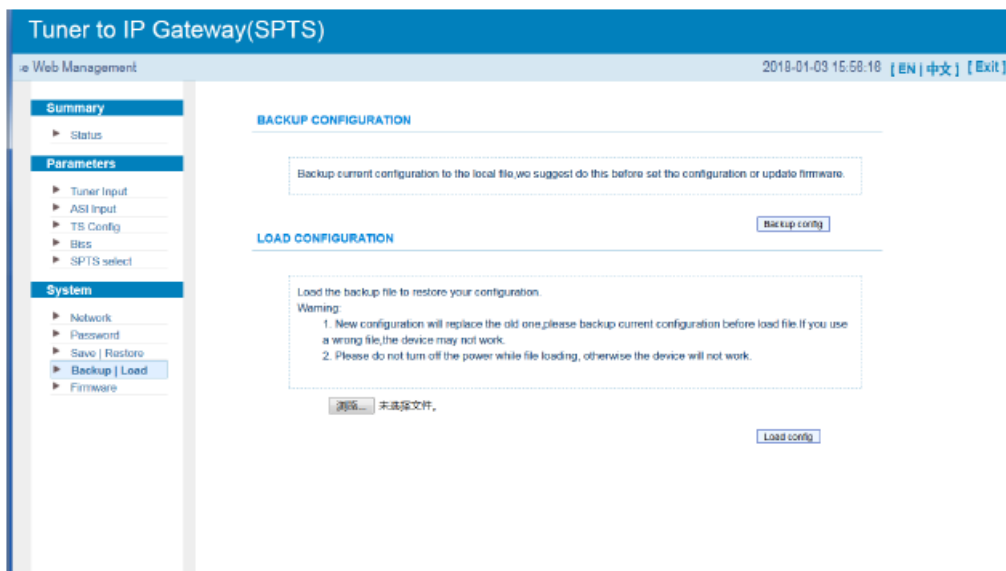 Tuner to IP Gateway(SPTS)
e Web Management
2018-01-03 15:58:18 [ EN | 中文 ] [ Exit ]
Summary
Status
Parameters
Tuner Input
ASI Input
TS Config
Biss
SPTS select
System
Network
Password
Save | Restore
Backup | Load
Firmware
BACKUP CONFIGURATION
Backup current configuration to the local file,we suggest do this before set the configuration or update firmware.
Backup config
LOAD CONFIGURATION
Load the backup file to restore your configuration.
Warning:
1. New configuration will replace the old one,please backup current configuration before load file.If you use
a wrong file,the device may not work.
2. Please do not turn off the power while file loading, otherwise the device will not work.
浏览... 未选择文件。
Load config